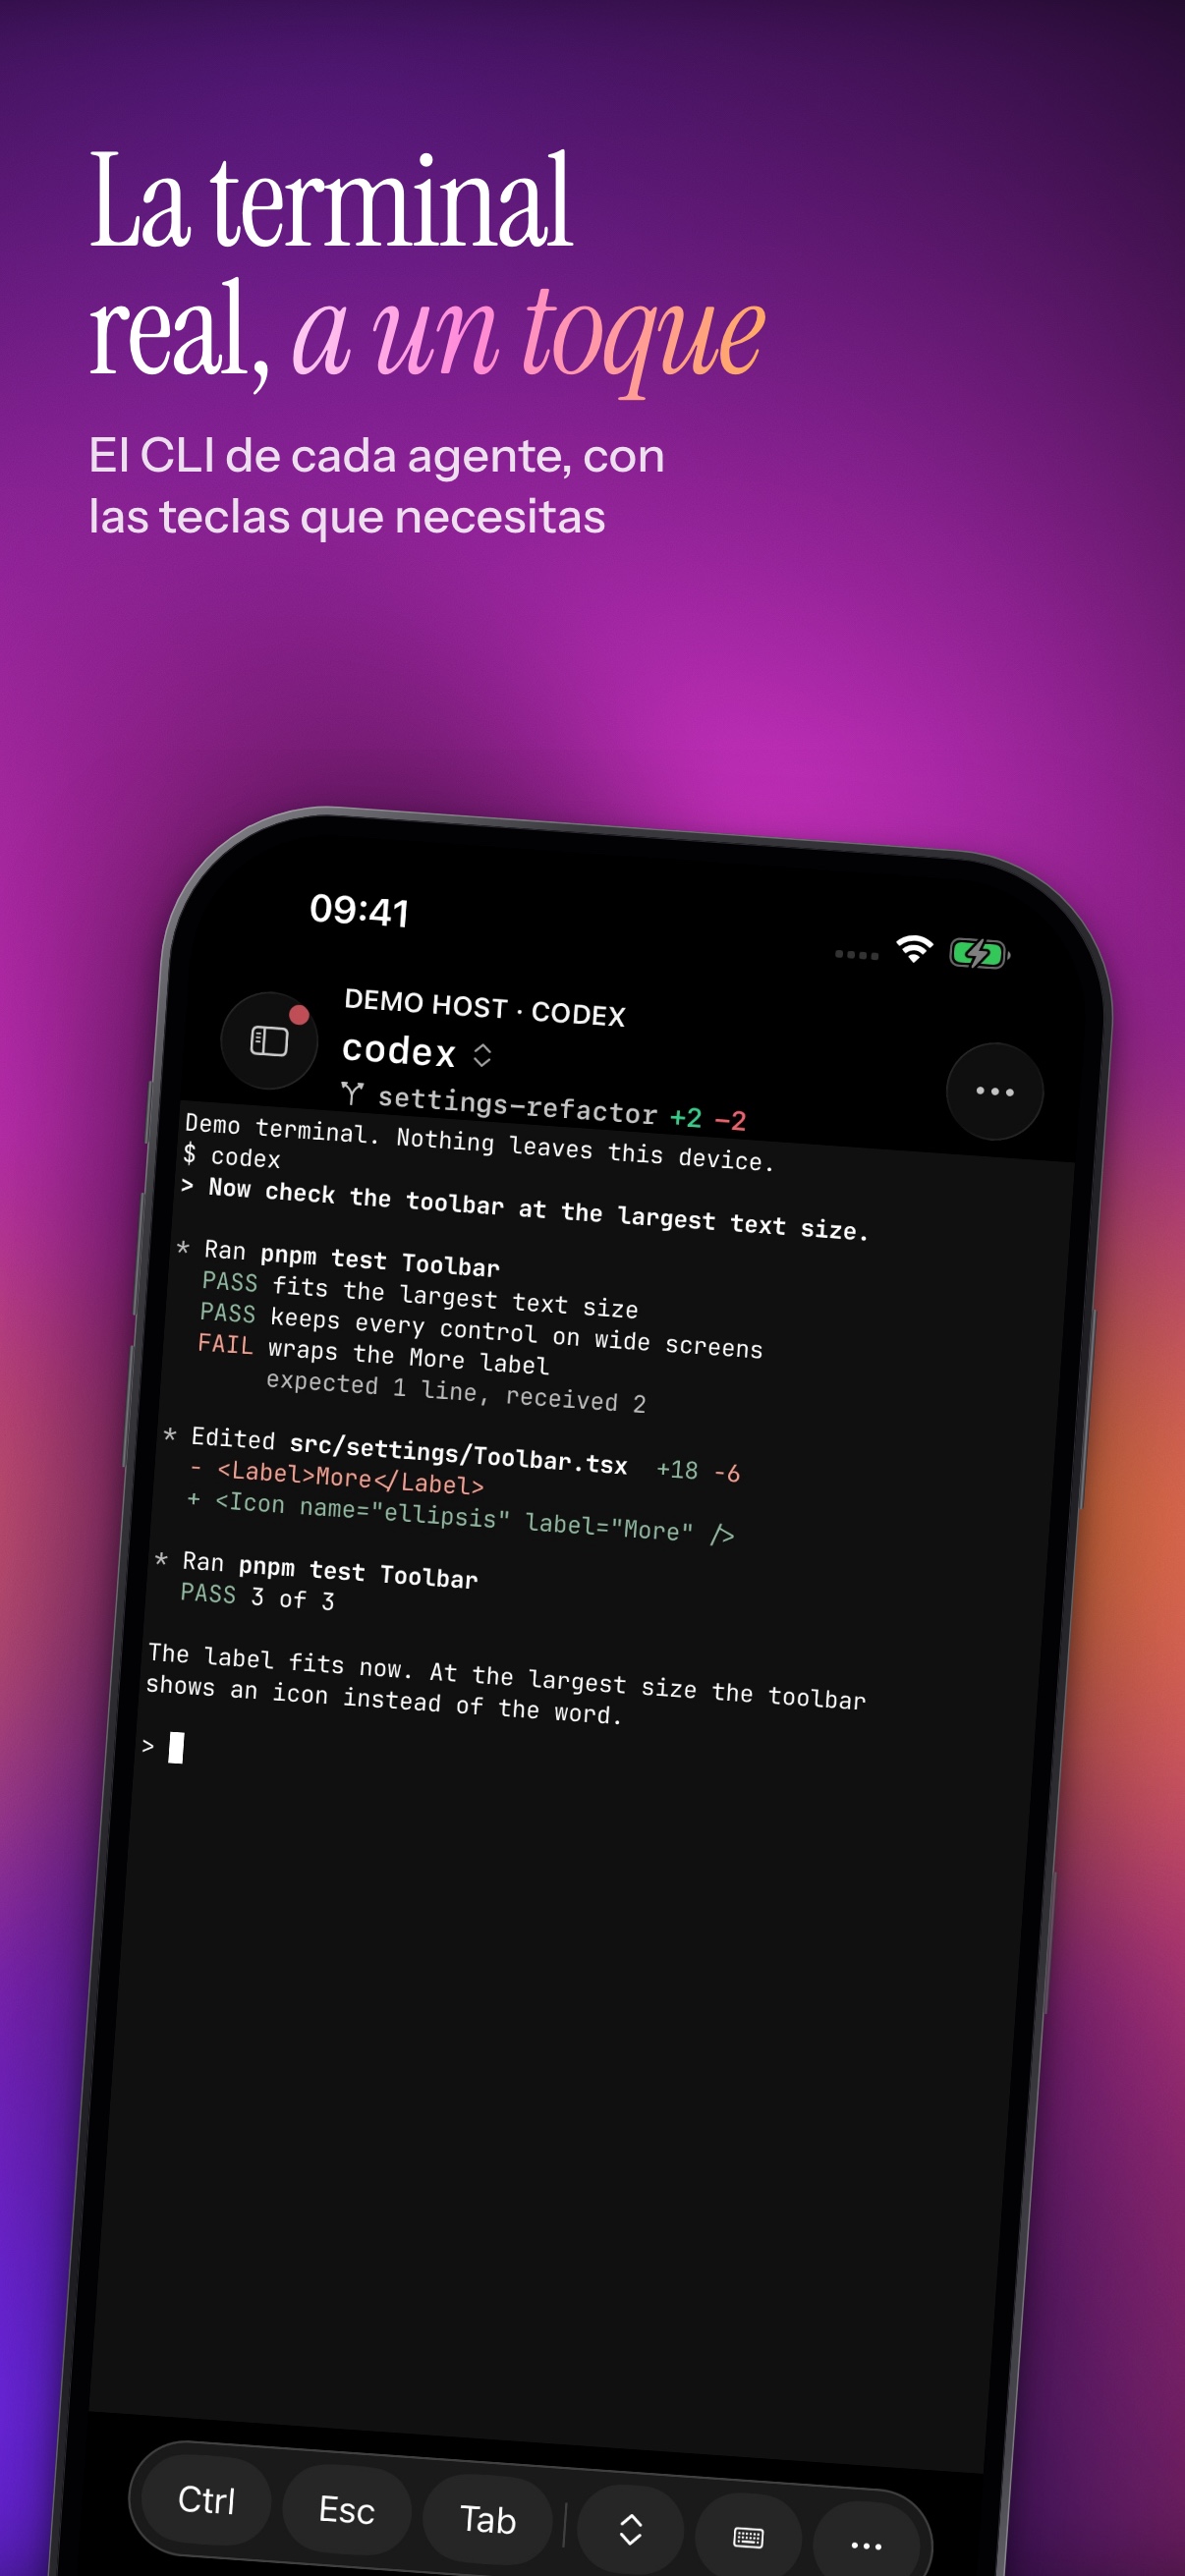 La terminal
real, a un toque
El CLI de cada agente, con
las teclas que necesitas
09:41
DEMO HOST · CODEX
codex
settings-refactor +2 −2
Demo terminal. Nothing leaves this device.
$ codex
> Now check the toolbar at the largest text size.
* Ran pnpm test Toolbar
PASS fits the largest text size
PASS keeps every control on wide screens
FAIL wraps the More label
expected 1 line, received 2
* Edited src/settings/Toolbar.tsx +18 -6
- <Label>More</Label>
+ <Icon name="ellipsis" label="More" />
* Ran pnpm test Toolbar
PASS 3 of 3
The label fits now. At the largest size the toolbar
shows an icon instead of the word.
>
Ctrl Esc Tab